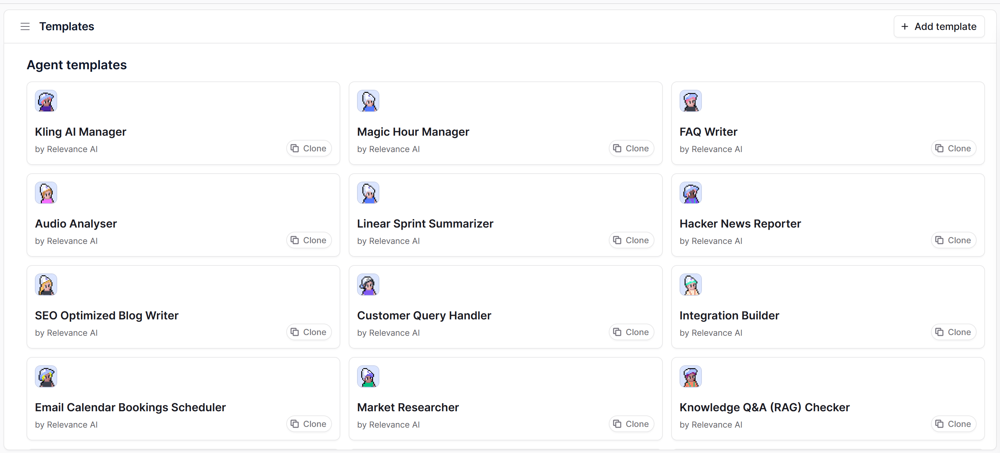 Templates
+ Add template
Agent templates
Kling AI Manager
by Relevance AI
Clone
Magic Hour Manager
by Relevance AI
Clone
FAQ Writer
by Relevance AI
Clone
Audio Analyser
by Relevance AI
Clone
Linear Sprint Summarizer
by Relevance AI
Clone
Hacker News Reporter
by Relevance AI
Clone
SEO Optimized Blog Writer
by Relevance AI
Clone
Customer Query Handler
by Relevance AI
Clone
Integration Builder
by Relevance AI
Clone
Email Calendar Bookings Scheduler
by Relevance AI
Clone
Market Researcher
by Relevance AI
Clone
Knowledge Q&A (RAG) Checker
by Relevance AI
Clone